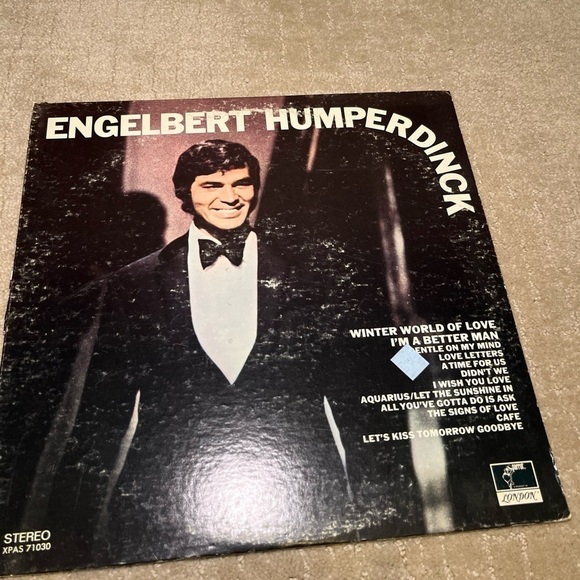 ENGELBERT HUMPERDINCK
WINTER WORLD OF LOVE
I'M A BETTER MAN
ENTLE ON MY MIND
LOVE LETTERS
A TIME FOR US
DIDN'T WE
I WISH YOU LOVE
AQUARIUS/LET THE SUNSHINE IN
ALL YOU'VE GOTTA DO IS ASK
THE SIGNS OF LOVE
CAFE
LET'S KISS TOMORROW GOODBYE
LONDON
STEREO
XPAS 71030